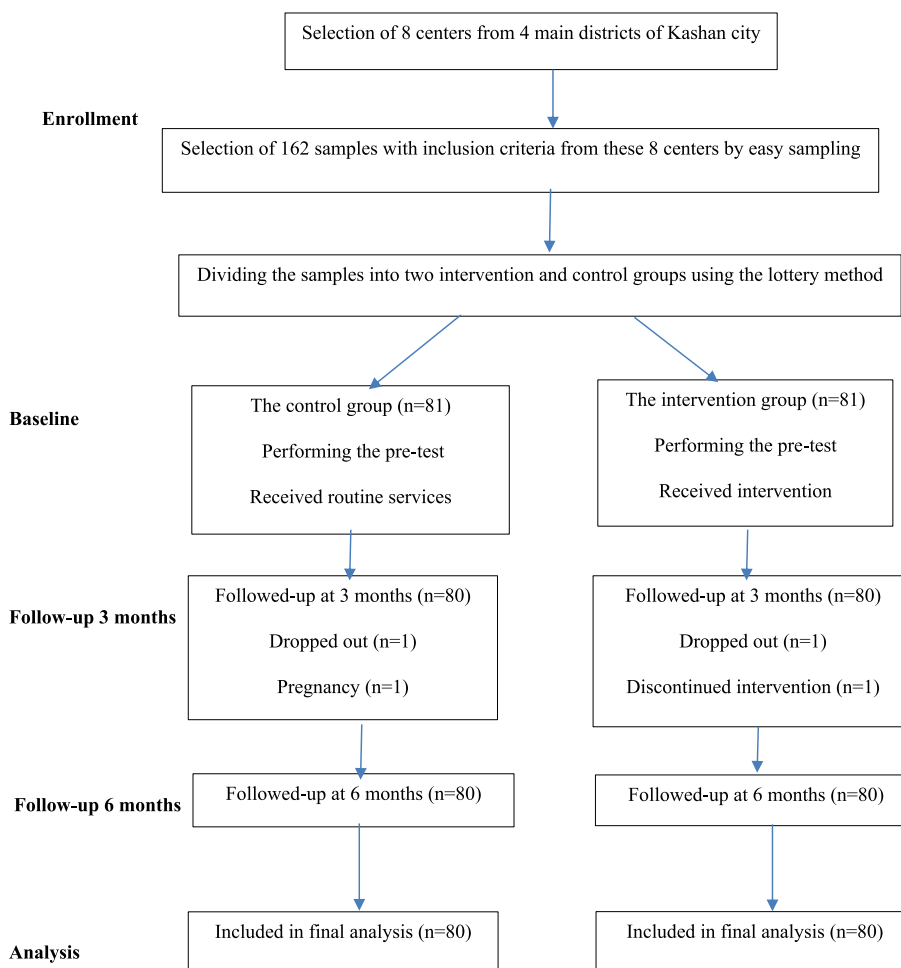 Selection of 8 centers from 4 main districts of Kashan city
Enrollment
Selection of 162 samples with inclusion criteria from these 8 centers by easy sampling
Dividing the samples into two intervention and control groups using the lottery method
Baseline
The control group (n=81)
Performing the pre-test
Received routine services
The intervention group (n=81)
Performing the pre-test
Received intervention
Follow-up 3 months
Followed-up at 3 months (n=80)
Dropped out (n=1)
Pregnancy (n=1)
Followed-up at 3 months (n=80)
Dropped out (n=1)
Discontinued intervention (n=1)
Follow-up 6 months
Followed-up at 6 months (n=80)
Followed-up at 6 months (n=80)
Analysis
Included in final analysis (n=80)
Included in final analysis (n=80)